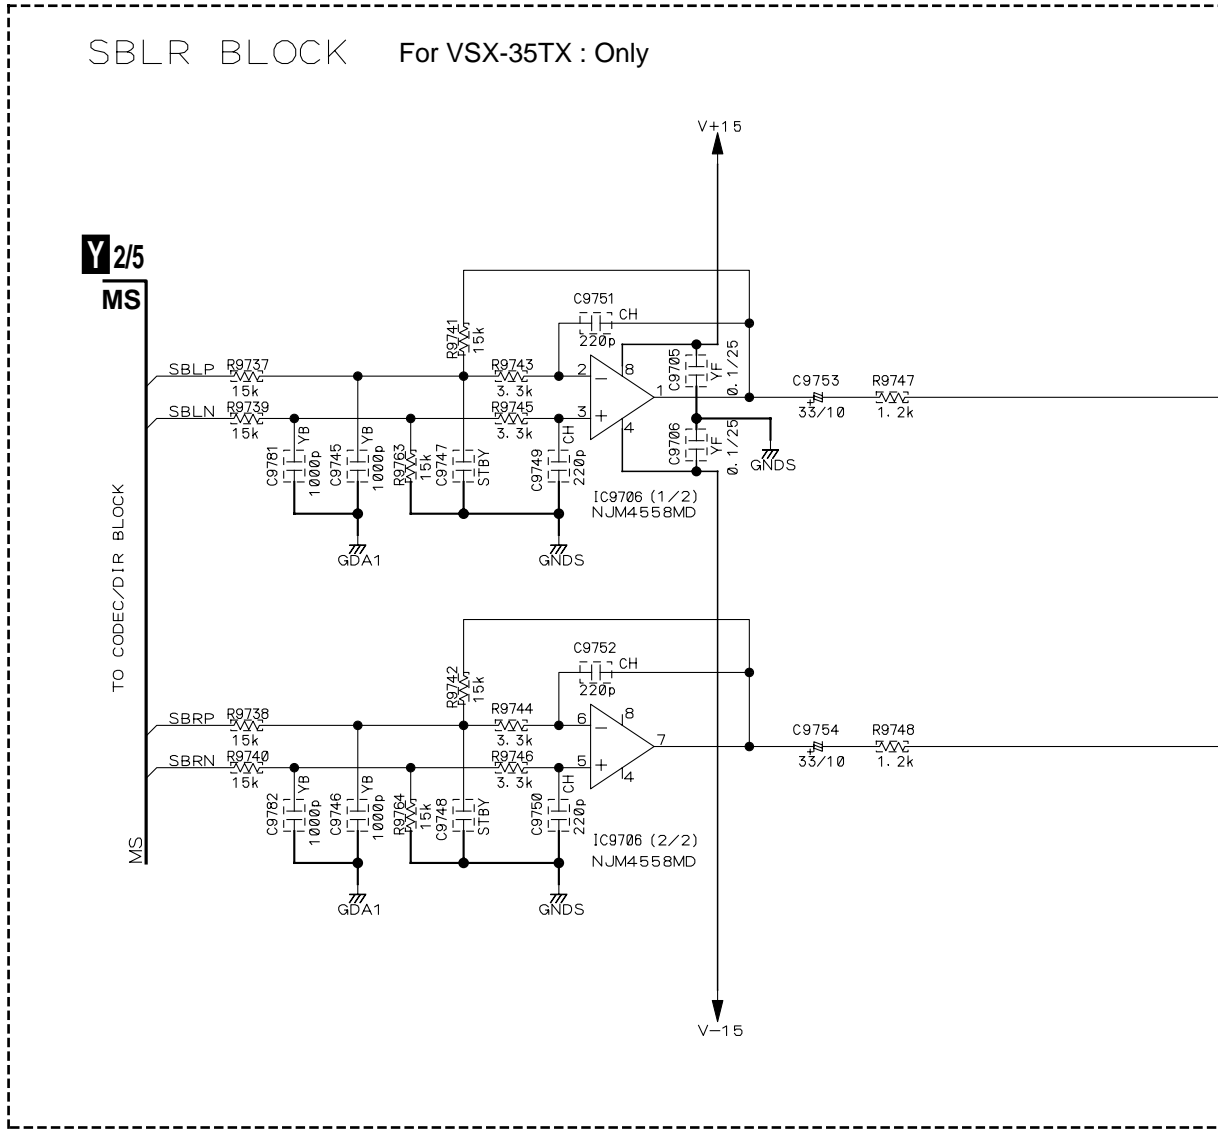 SBLR BLOCK For VSX-35TX : Only
V+15
Y 2/5
MS
TO CODEC/DIR BLOCK
MS
SBLP
R9737
15k
SBLN
R9739
15k
C9781
1000p
YB
C9745
1000p
YB
GDA1
R9741
15k
R9763
15k
C9747
STBY
R9743
3.3k
R9745
3.3k
C9749
220p
CH
GNDS
C9751
CH
220p
2
3
8
4
1
IC9706 (1/2)
NJM4558MD
C9705
YF
0.1/25
C9706
YF
0.1/25
GNDS
C9753
+
33/10
R9747
1.2k
SBRP
R9738
15k
SBRN
R9740
15k
C9782
1000p
YB
C9746
1000p
YB
GDA1
R9742
15k
R9764
15k
C9748
STBY
R9744
3.3k
R9746
3.3k
C9750
220p
CH
GNDS
C9752
CH
220p
6
5
8
4
7
IC9706 (2/2)
NJM4558MD
C9754
+
33/10
R9748
1.2k
V-15